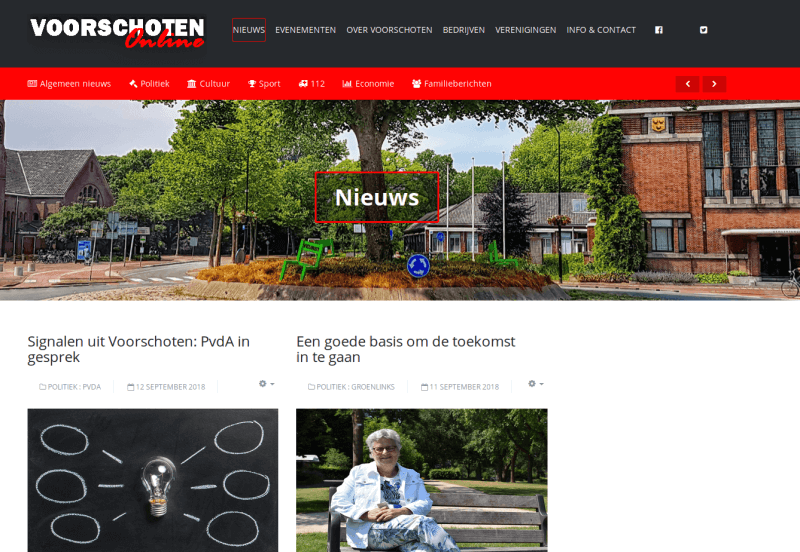 VOORSCHOTEN
Online
NIEUWS EVENEMENTEN OVER VOORSCHOTEN BEDRIJVEN VERENIGINGEN INFO & CONTACT
Algemeen nieuws Politiek Cultuur Sport 112 Economie Familieberichten
Nieuws
Signalen uit Voorschoten: PvdA in
gesprek
POLITIEK : PVDA 12 SEPTEMBER 2018
Een goede basis om de toekomst
in te gaan
POLITIEK : GROENLINKS 11 SEPTEMBER 2018